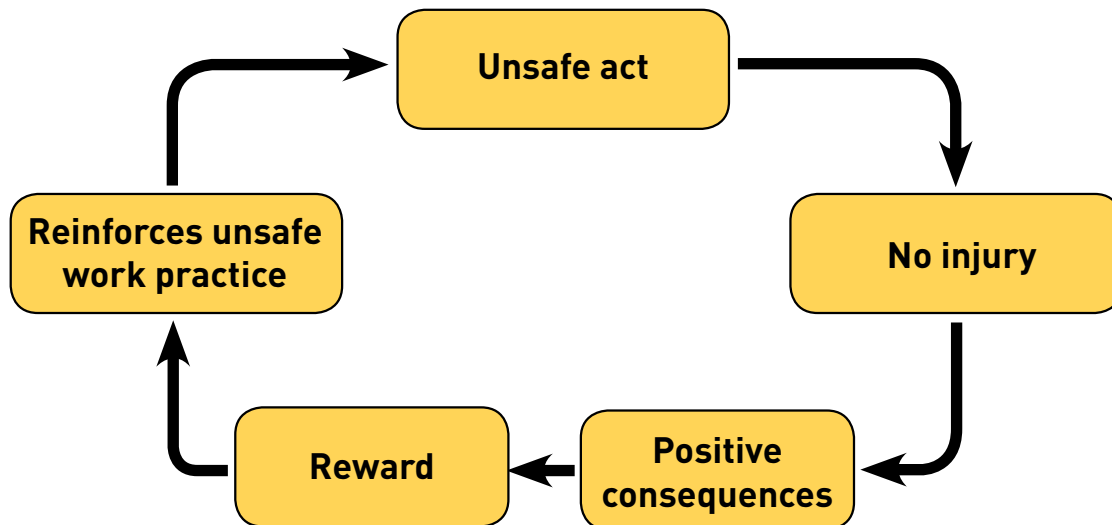 Unsafe act
No injury
Positive
consequences
Reward
Reinforces unsafe
work practice